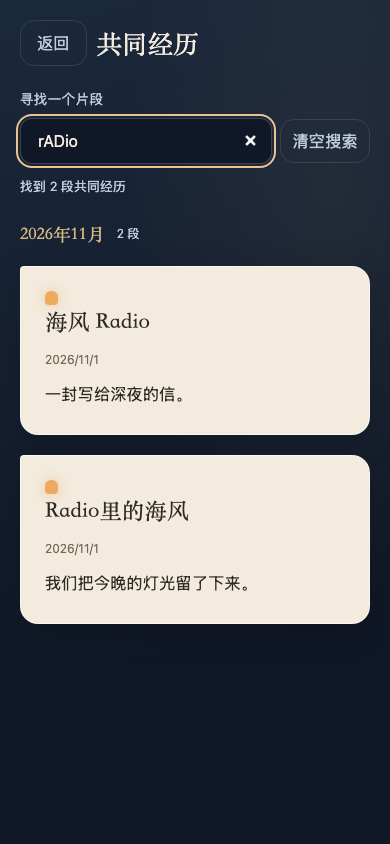 返回 共同经历
寻找一个片段
rADio × 清空搜索
找到 2 段共同经历
2026年11月 2 段
海风 Radio
2026/11/1
一封写给深夜的信。
Radio里的海风
2026/11/1
我们把今晚的灯光留了下来。